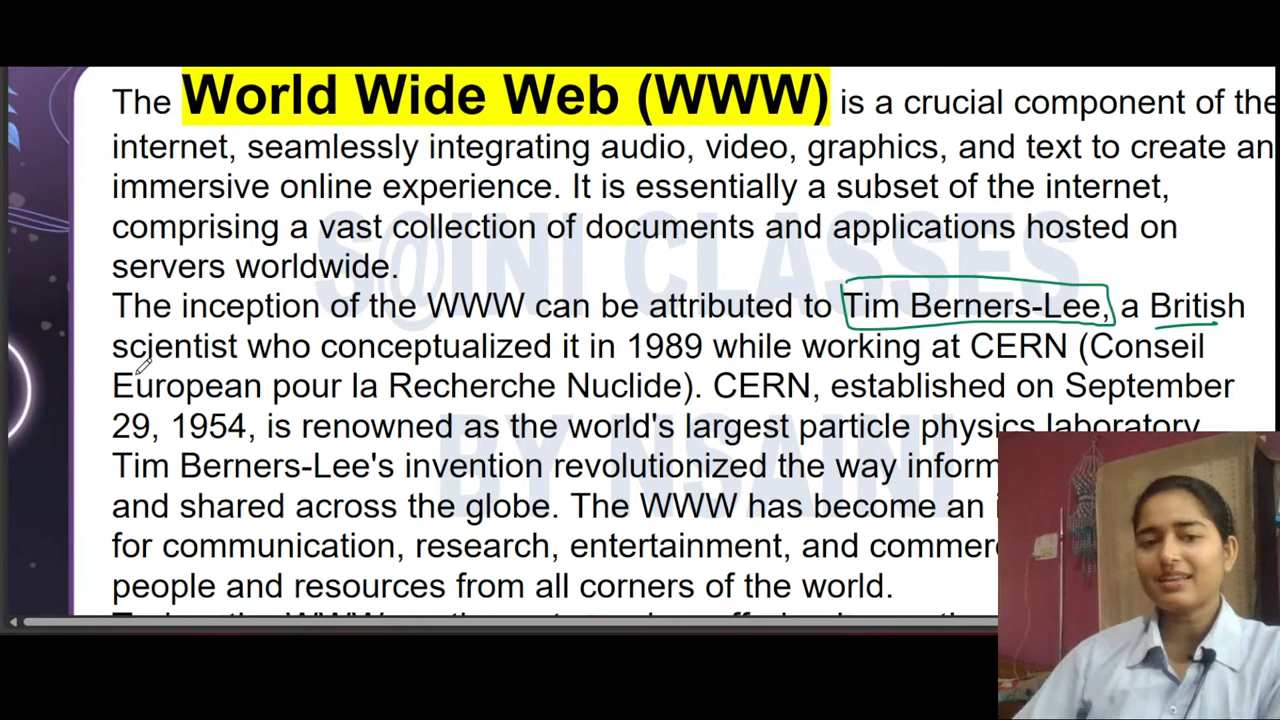 The World Wide Web (WWW) is a crucial component of the
internet, seamlessly integrating audio, video, graphics, and text to create an
immersive online experience. It is essentially a subset of the internet,
comprising a vast collection of documents and applications hosted on
servers worldwide.
The inception of the WWW can be attributed to Tim Berners-Lee, a British
scientist who conceptualized it in 1989 while working at CERN (Conseil
European pour la Recherche Nuclide). CERN, established on September
29, 1954, is renowned as the world's largest particle physics laboratory
Tim Berners-Lee's invention revolutionized the way
and shared across the globe. The WWW has become an
for communication, research, entertainment, and
people and resources from all corners of the world.
S@INI CLASSES
BY NSAINI